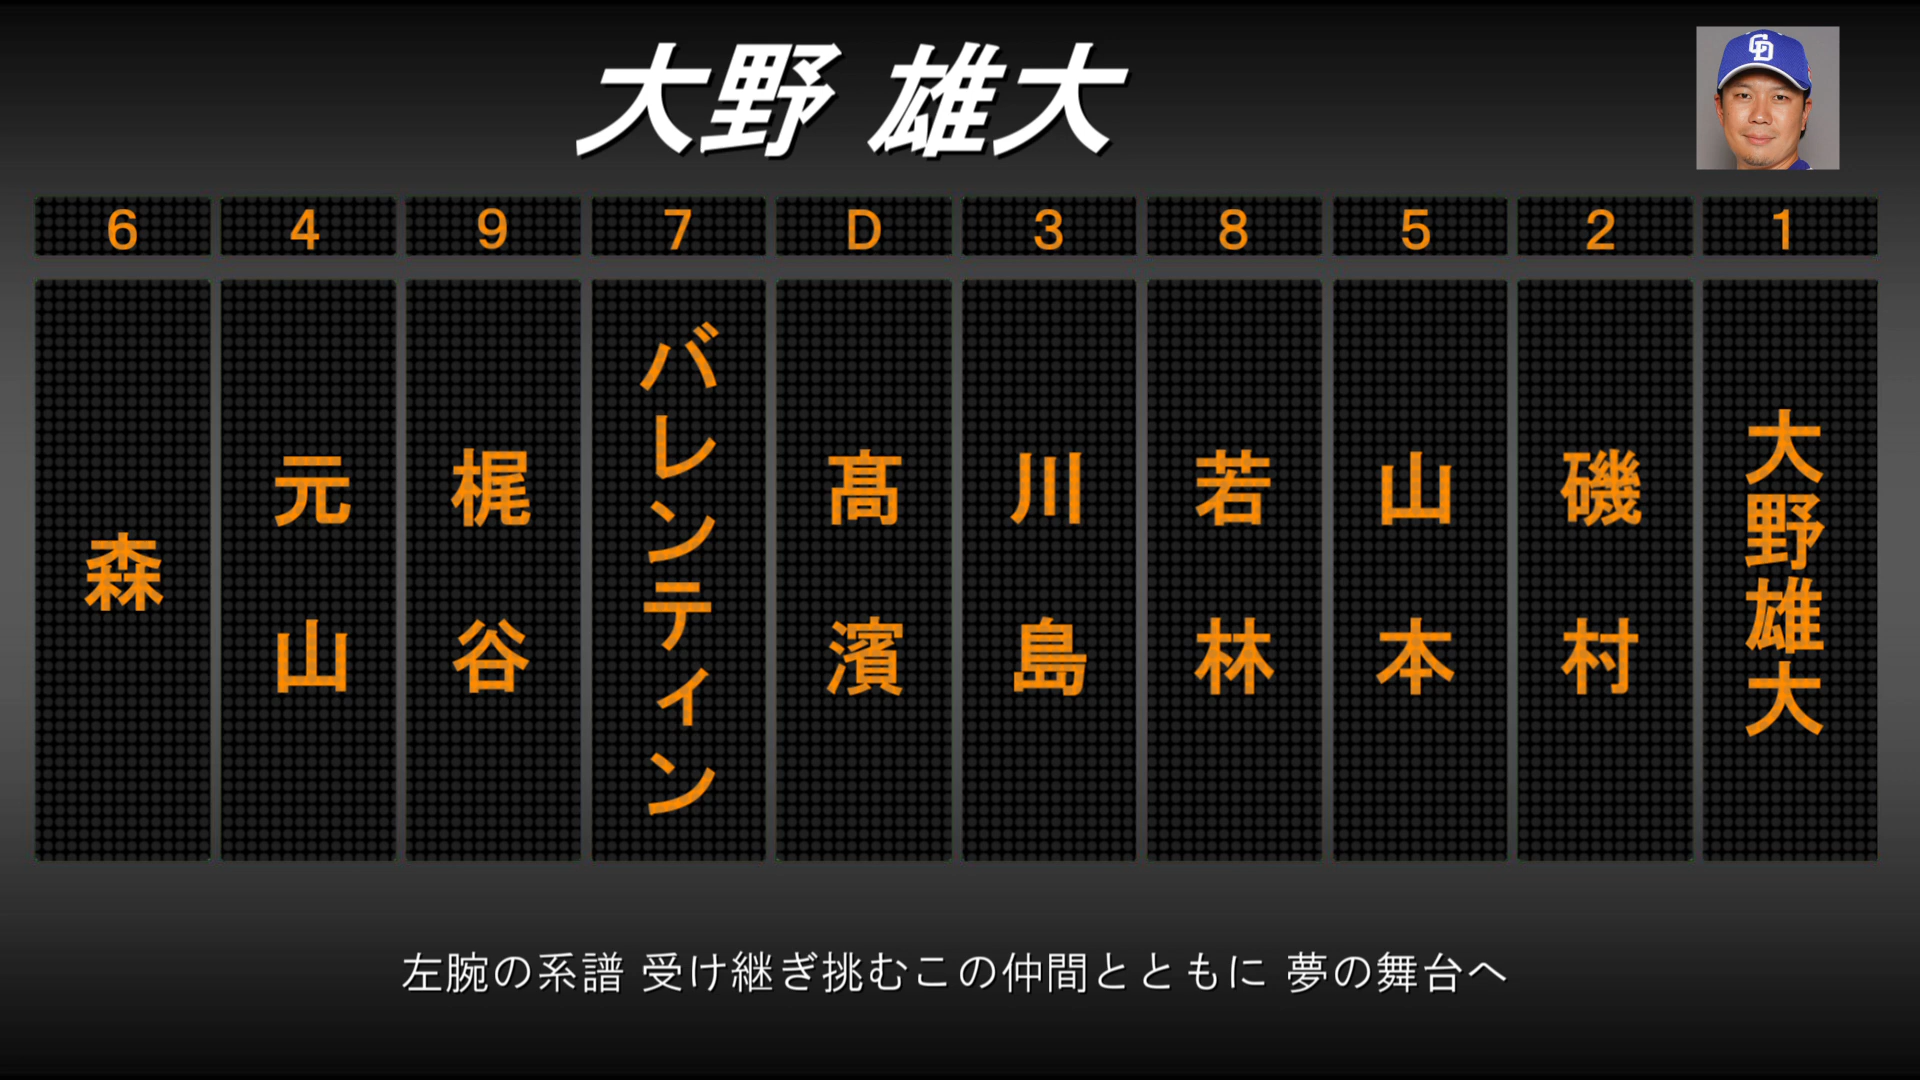 大野 雄大
CD
6 4 9 7 D 3 8 5 2 1
森
元山
梶谷
バレンティン
髙濱
川島
若林
山本
磯村
大野雄大
左腕の系譜 受け継ぎ挑むこの仲間とともに 夢の舞台へ